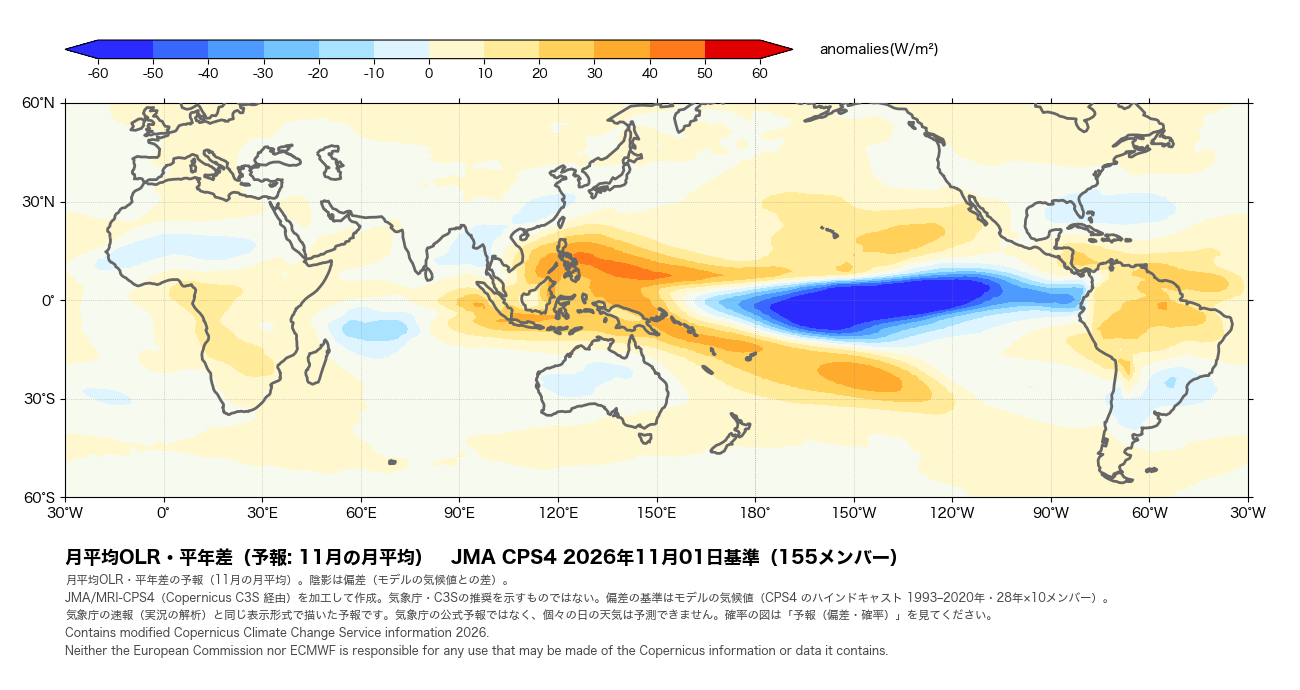 anomalies(W/m²)
-60 -50 -40 -30 -20 -10 0 10 20 30 40 50 60
60°N
30°N
0°
30°S
60°S
30°W 0° 30°E 60°E 90°E 120°E 150°E 180° 150°W 120°W 90°W 60°W 30°W
月平均OLR・平年差（予報: 11月の月平均） JMA CPS4 2026年11月01日基準（155メンバー）
月平均OLR・平年差の予報（11月の月平均）。陰影は偏差（モデルの気候値との差）。
JMA/MRI-CPS4（Copernicus C3S 経由）を加工して作成。気象庁・C3Sの推奨を示すものではない。偏差の基準はモデルの気候値（CPS4 のハインドキャスト 1993–2020年・28年×10メンバー）。
気象庁の速報（実況の解析）と同じ表示形式で描いた予報です。気象庁の公式予報ではなく、個々の日の天気は予測できません。確率の図は「予報（偏差・確率）」を見てください。
Contains modified Copernicus Climate Change Service information 2026.
Neither the European Commission nor ECMWF is responsible for any use that may be made of the Copernicus information or data it contains.